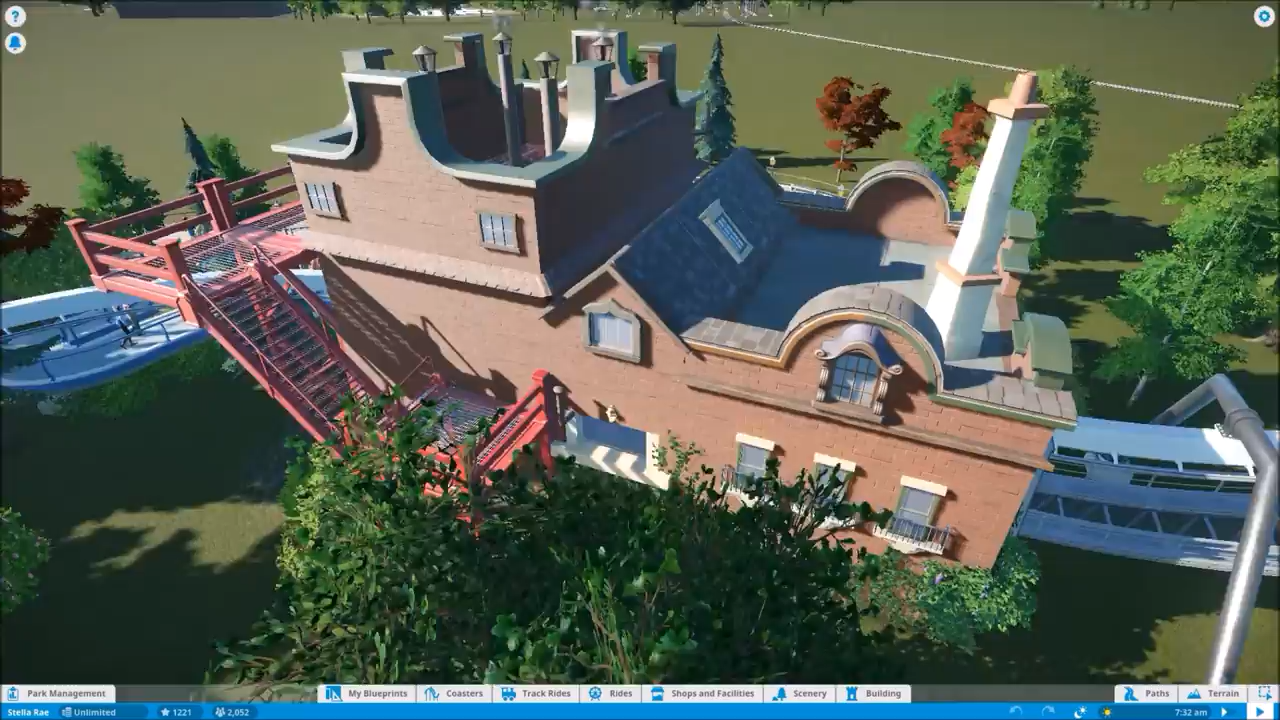 ?
Park Management
My Blueprints
Coasters
Track Rides
Rides
Shops and Facilities
Scenery
Building
Paths
Terrain
Stella Rae
Unlimited
1221
2,052
7:32 am